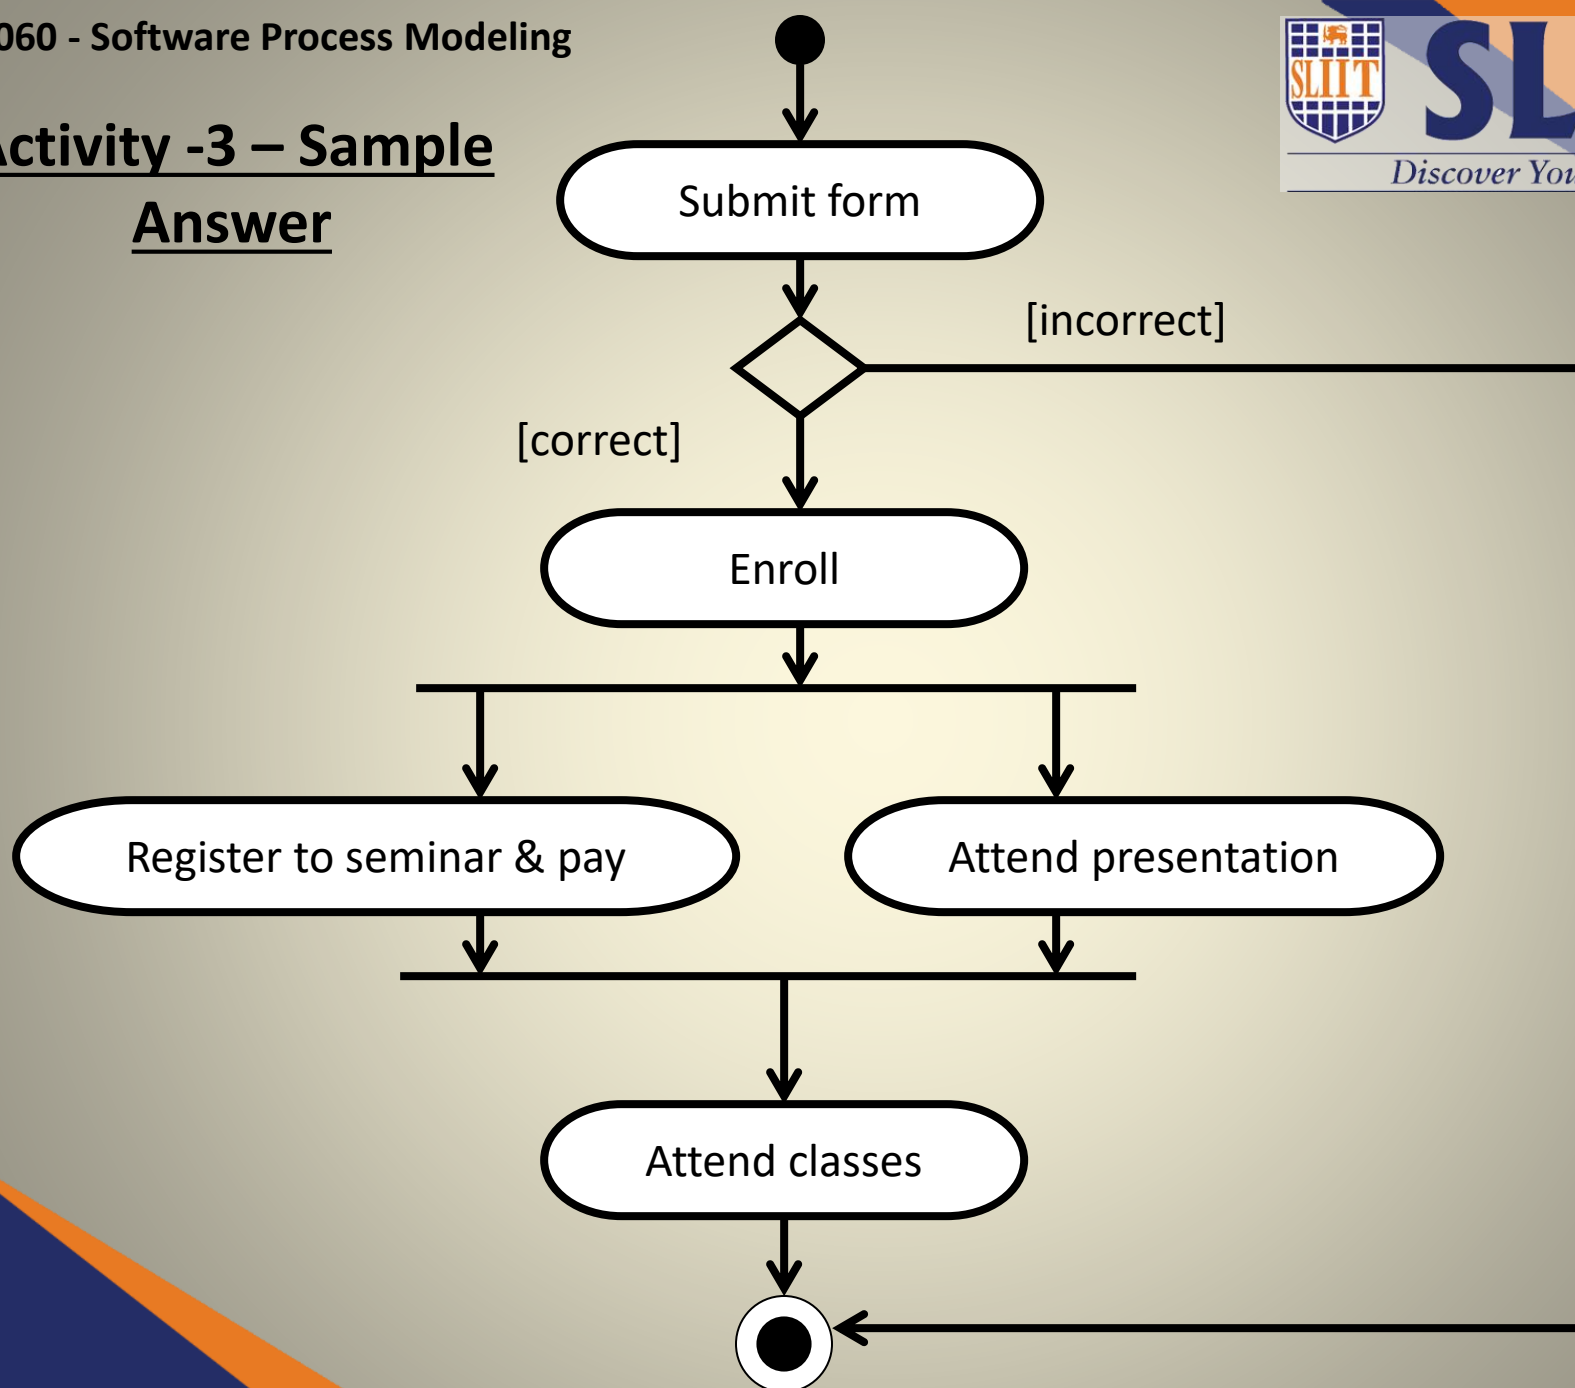 060 - Software Process Modeling
Activity -3 – Sample
Answer
SLIIT
SL
Discover You
Submit form
[incorrect]
[correct]
Enroll
Register to seminar & pay
Attend presentation
Attend classes